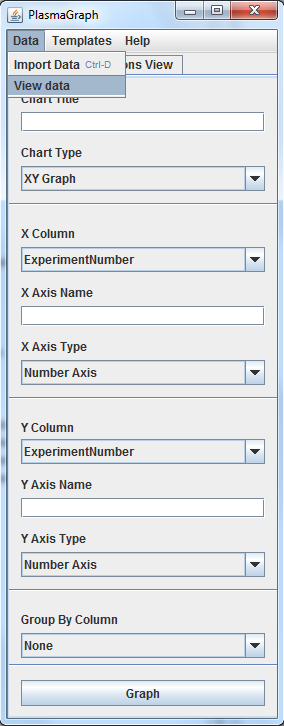 PlasmaGraph
Data Templates Help
Import Data Ctrl-D
ons View
View data
Chart Title
Chart Type
XY Graph
X Column
ExperimentNumber
X Axis Name
X Axis Type
Number Axis
Y Column
ExperimentNumber
Y Axis Name
Y Axis Type
Number Axis
Group By Column
None
Graph